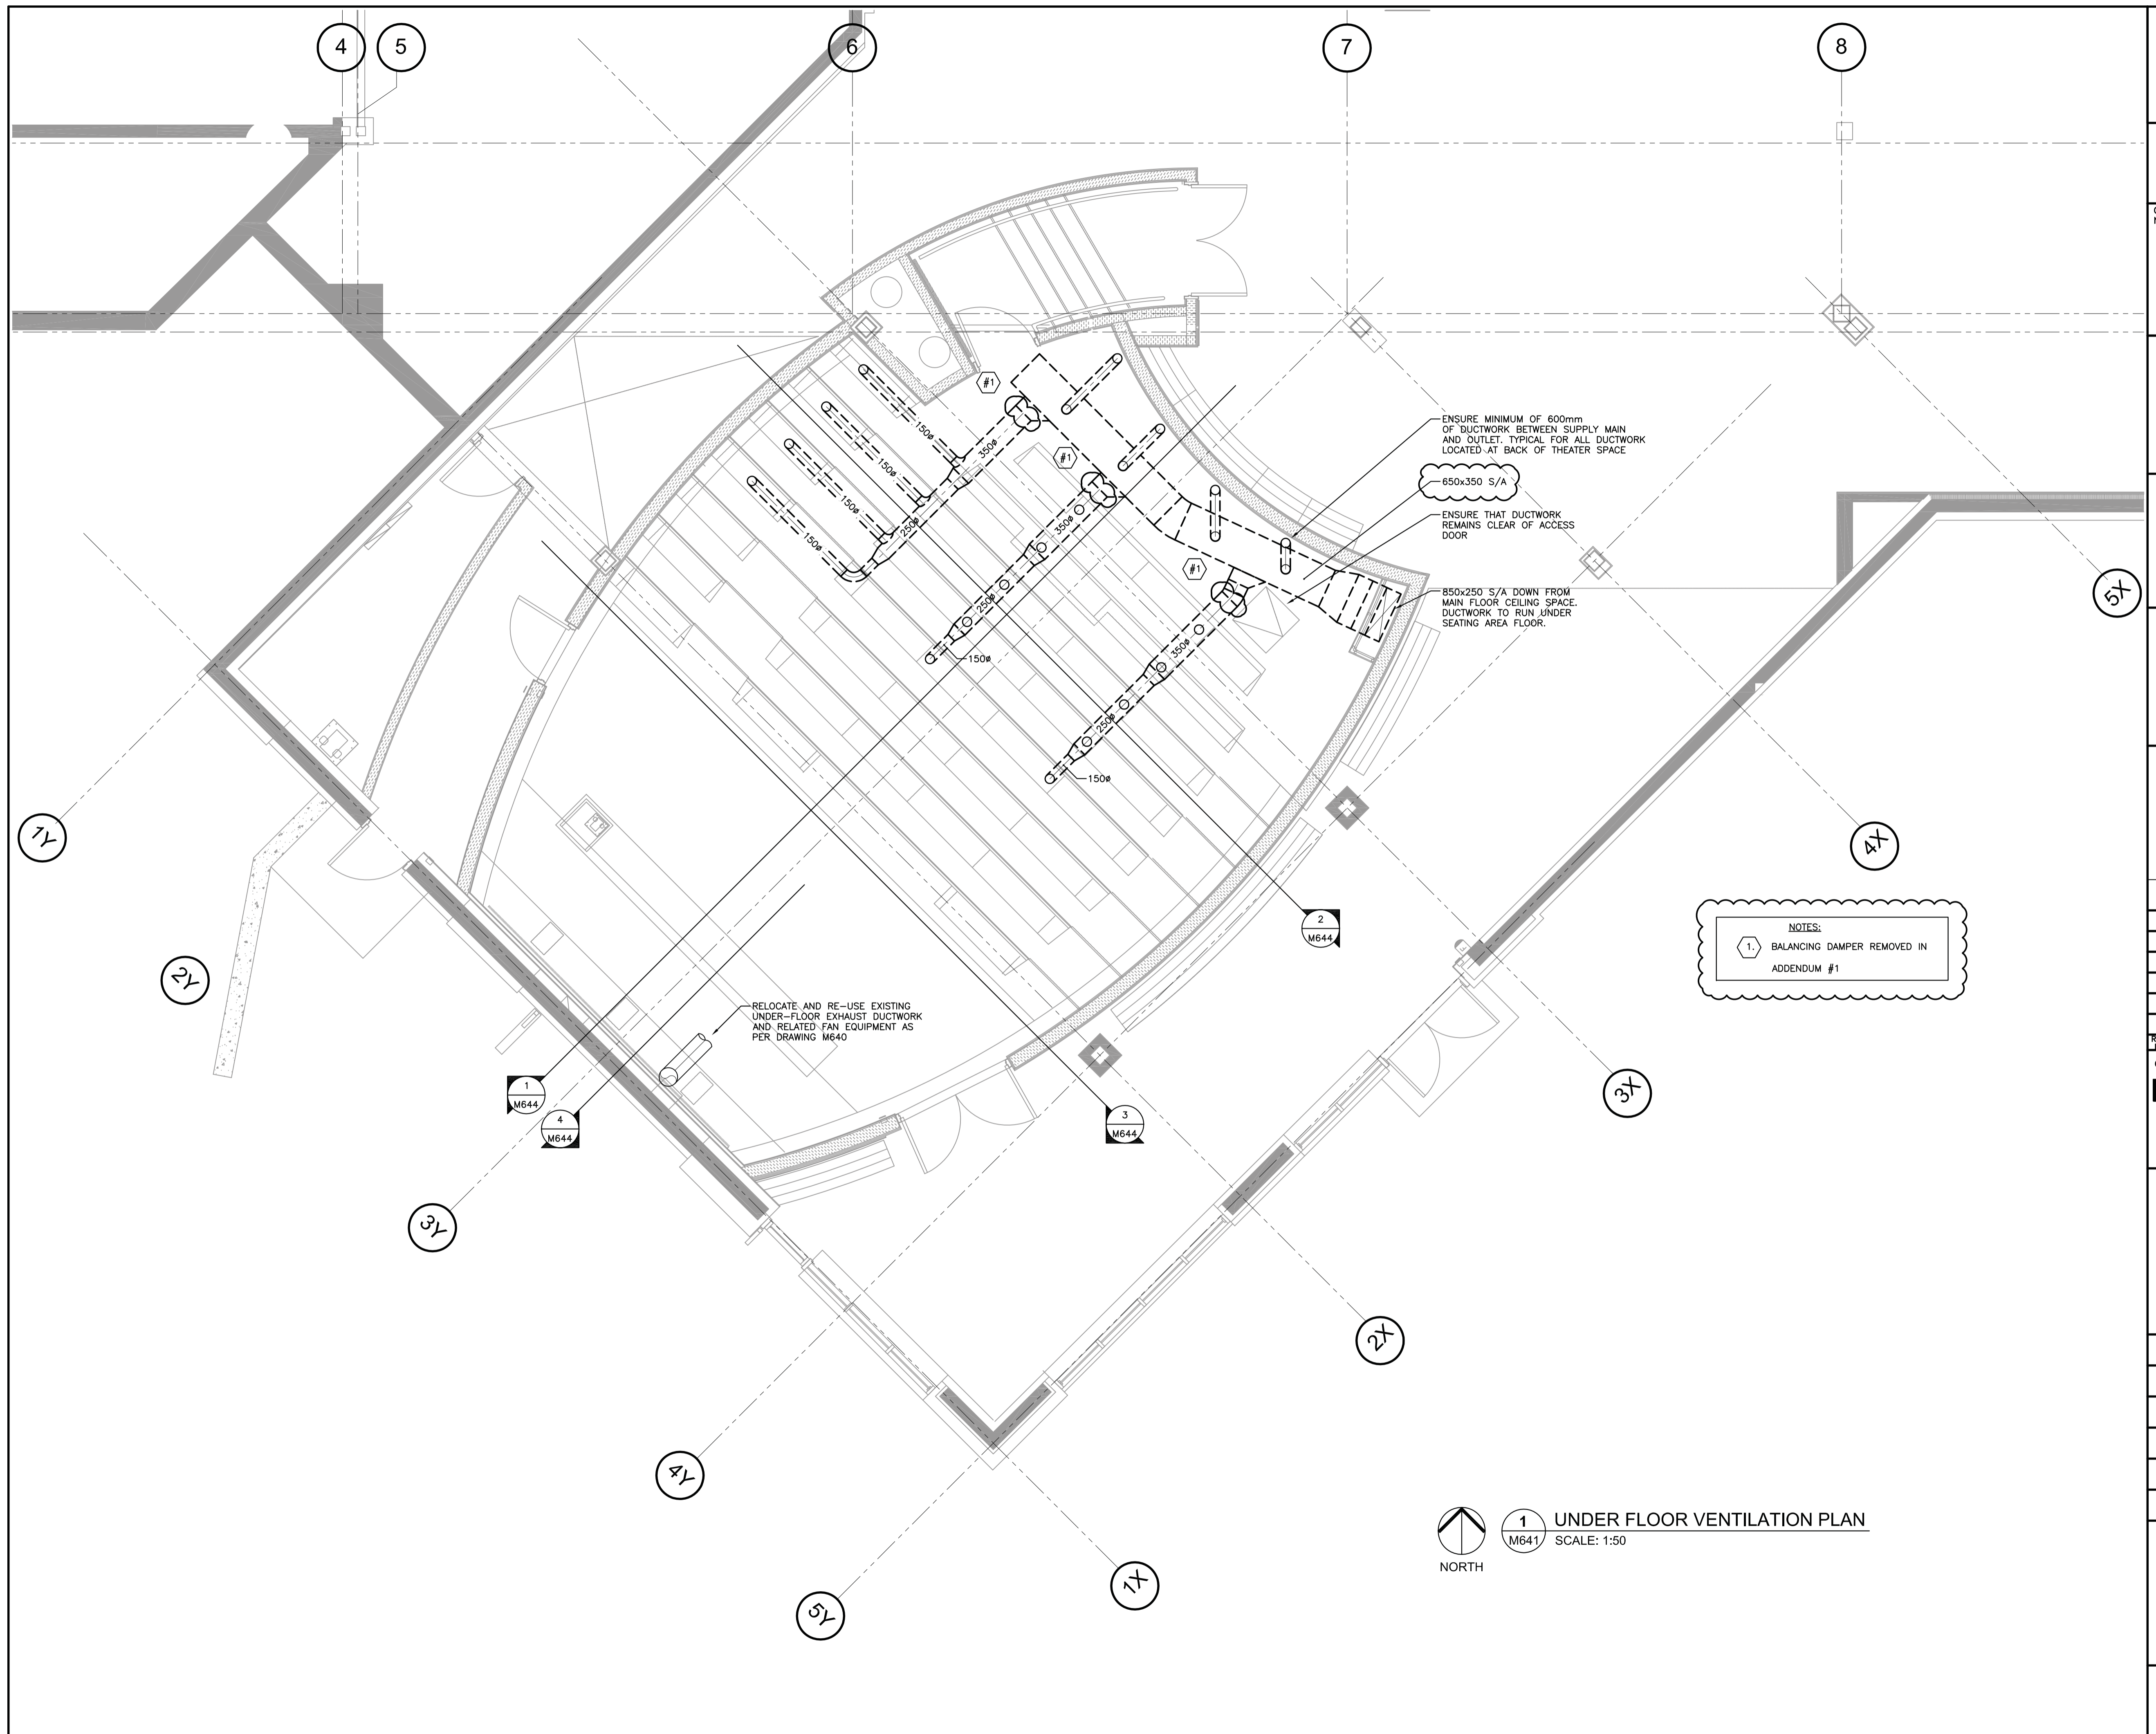 4
5
6
7
8
#1
#1
#1
150ø
150ø
150ø
150ø
350ø
250ø
350ø
250ø
150ø
350ø
250ø
150ø
ENSURE MINIMUM OF 600mm
OF DUCTWORK BETWEEN SUPPLY MAIN
AND OUTLET. TYPICAL FOR ALL DUCTWORK
LOCATED AT BACK OF THEATER SPACE
650x350 S/A
ENSURE THAT DUCTWORK
REMAINS CLEAR OF ACCESS
DOOR
850x250 S/A DOWN FROM
MAIN FLOOR CEILING SPACE.
DUCTWORK TO RUN UNDER
SEATING AREA FLOOR.
5X
1Y
4X
2
M644
NOTES:
1. BALANCING DAMPER REMOVED IN
ADDENDUM #1
2Y
RELOCATE AND RE-USE EXISTING
UNDER-FLOOR EXHAUST DUCTWORK
AND RELATED FAN EQUIPMENT AS
PER DRAWING M640
1
M644
4
M644
3
M644
3X
3Y
2X
4Y
1X
5Y
NORTH
1
M641
UNDER FLOOR VENTILATION PLAN
SCALE: 1:50